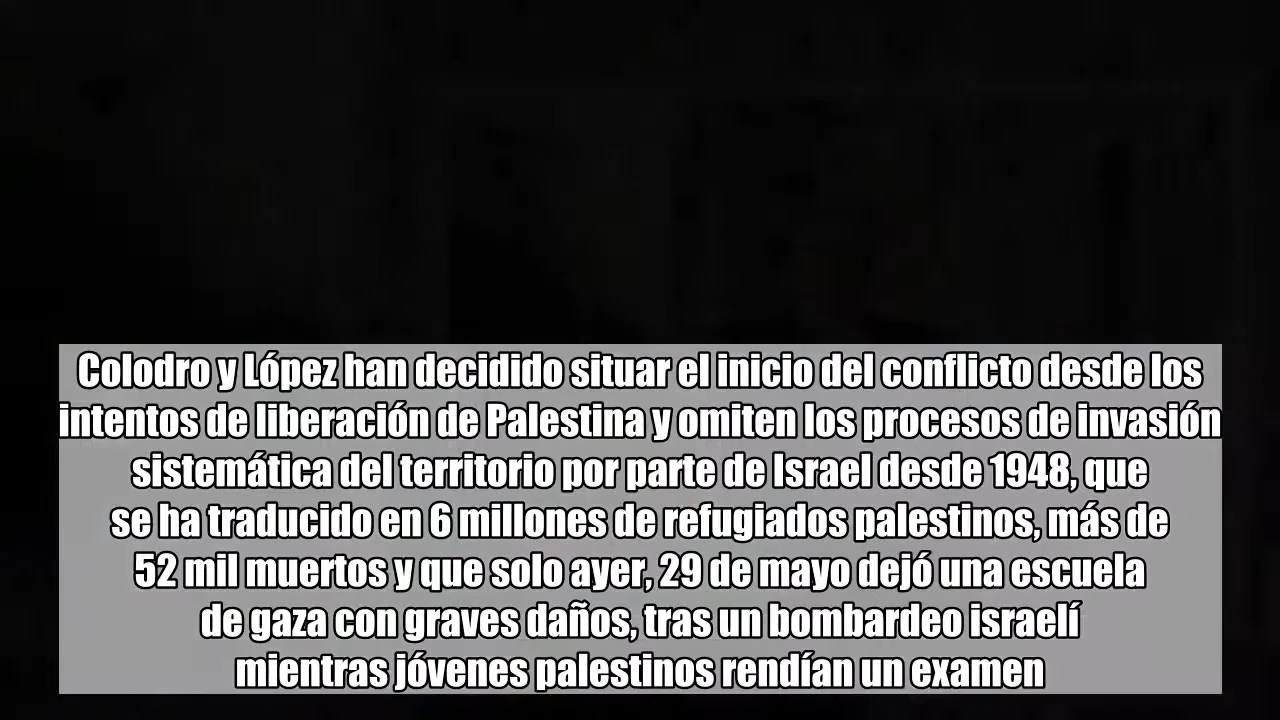 Colodro y López han decidido situar el inicio del conflicto desde los
intentos de liberación de Palestina y omiten los procesos de invasión
sistemática del territorio por parte de Israel desde 1948, que
se ha traducido en 6 millones de refugiados palestinos, más de
52 mil muertos y que solo ayer, 29 de mayo dejó una escuela
de gaza con graves daños, tras un bombardeo israelí
mientras jóvenes palestinos rendían un examen